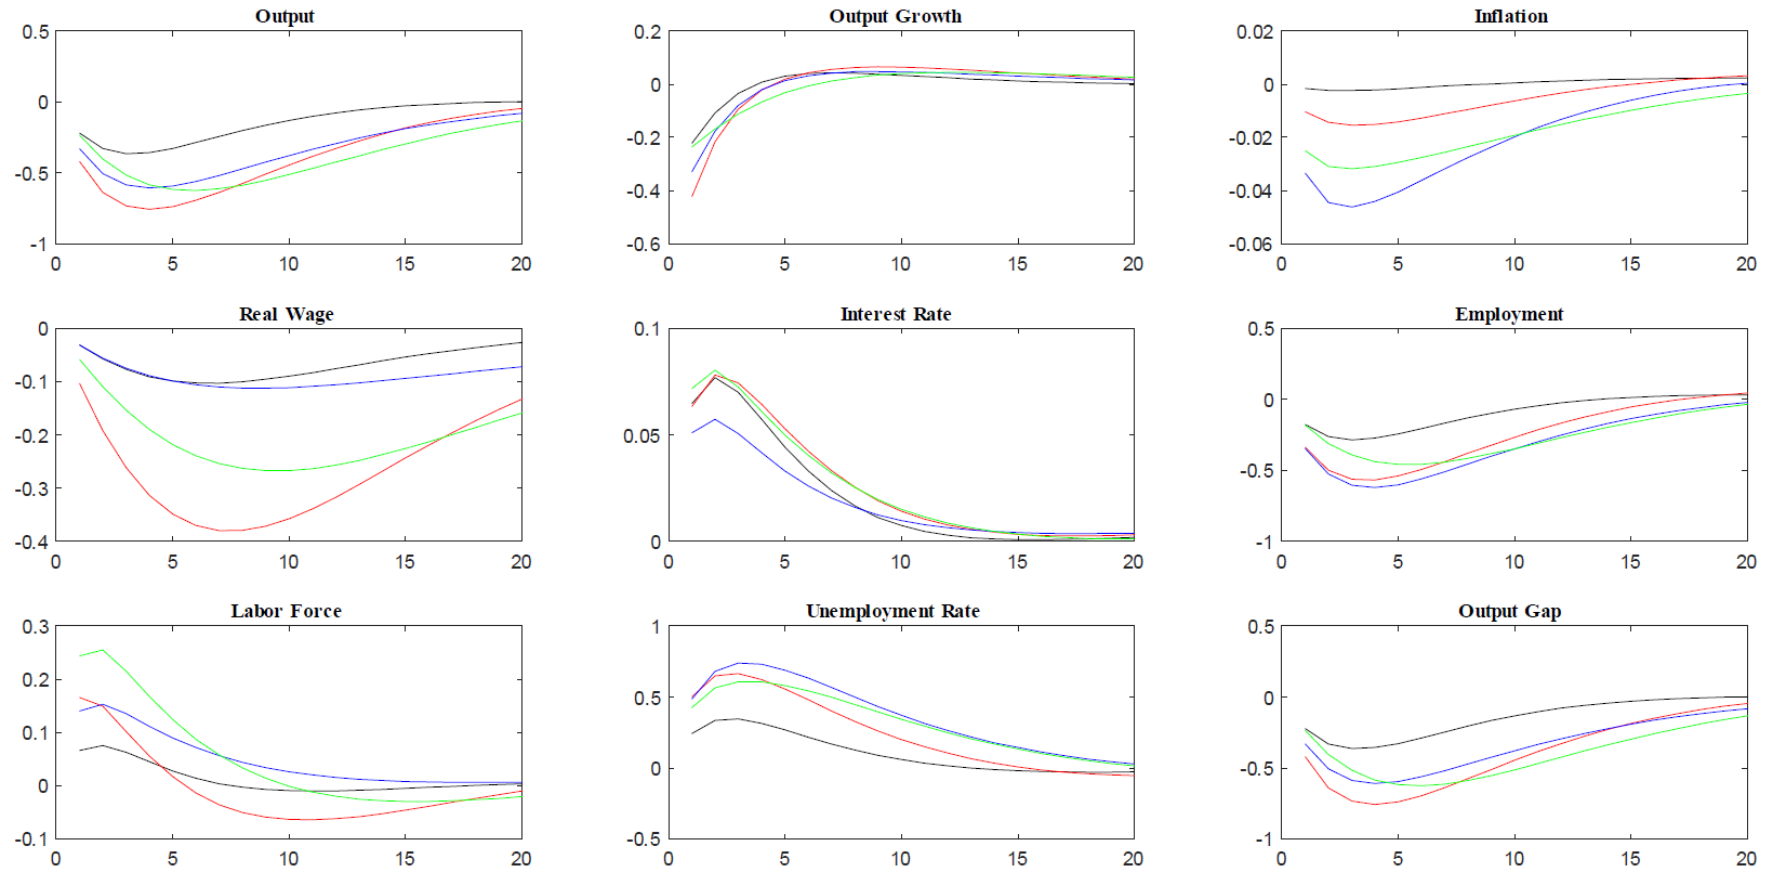 Output
0.5
0
-0.5
-1
0 5 10 15 20
Output Growth
0.2
0
-0.2
-0.4
-0.6
0 5 10 15 20
Inflation
0.02
0
-0.02
-0.04
-0.06
0 5 10 15 20
Real Wage
0
-0.1
-0.2
-0.3
-0.4
0 5 10 15 20
Interest Rate
0.1
0.05
0
0 5 10 15 20
Employment
0.5
0
-0.5
-1
0 5 10 15 20
Labor Force
0.3
0.2
0.1
0
-0.1
0 5 10 15 20
Unemployment Rate
1
0.5
0
-0.5
0 5 10 15 20
Output Gap
0.5
0
-0.5
-1
0 5 10 15 20